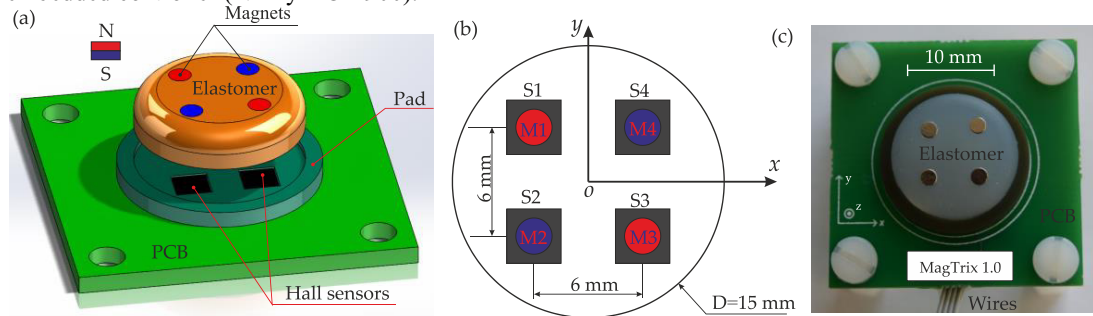 (a)
N
S
Magnets
Elastomer
Pad
PCB
Hall sensors
(b)
y
S1
S4
M1
M4
6 mm
o
x
S2
S3
M2
M3
6 mm
D=15 mm
(c)
10 mm
Elastomer
y
z
x
PCB
MagTrix 1.0
Wires